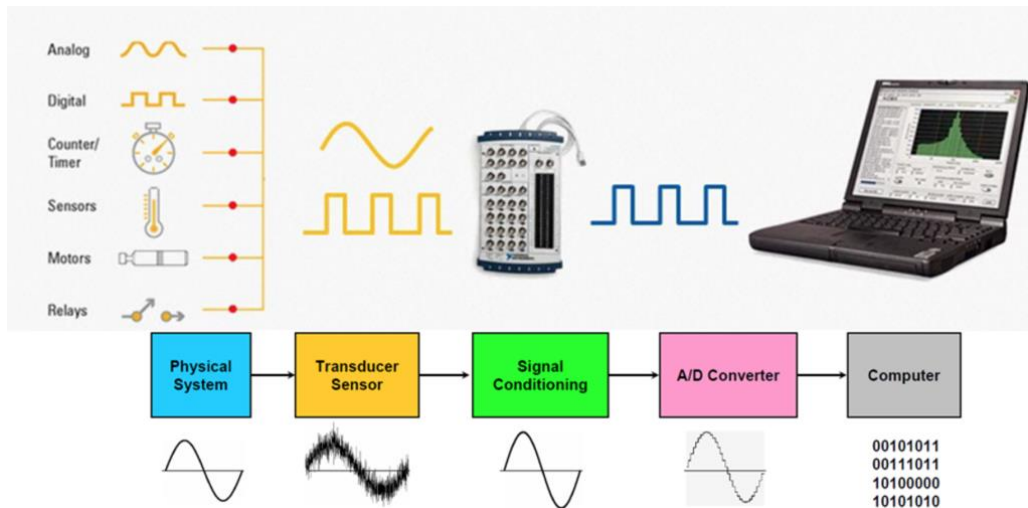 Analog
Digital
Counter/
Timer
Sensors
Motors
Relays
Physical
System
Transducer
Sensor
Signal
Conditioning
A/D Converter
Computer
00101011
00111011
10100000
10101010